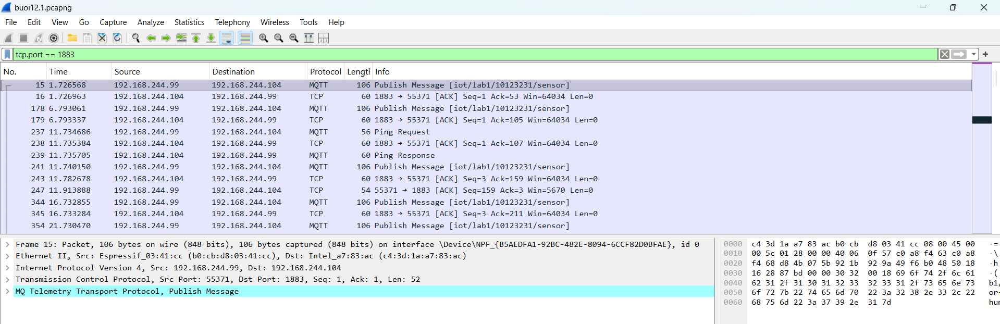 buoi12.1.pcapng
File Edit View Go Capture Analyze Statistics Telephony Wireless Tools Help
tcp.port == 1883
No. Time Source Destination Protocol Length Info
15 1.726568 192.168.244.99 192.168.244.104 MQTT 106 Publish Message [iot/lab1/10123231/sensor]
16 1.726963 192.168.244.104 192.168.244.99 TCP 60 1883 → 55371 [ACK] Seq=1 Ack=53 Win=64034 Len=0
178 6.793061 192.168.244.99 192.168.244.104 MQTT 106 Publish Message [iot/lab1/10123231/sensor]
179 6.793337 192.168.244.104 192.168.244.99 TCP 60 1883 → 55371 [ACK] Seq=1 Ack=105 Win=64034 Len=0
237 11.734686 192.168.244.99 192.168.244.104 MQTT 56 Ping Request
238 11.735384 192.168.244.104 192.168.244.99 TCP 60 1883 → 55371 [ACK] Seq=1 Ack=107 Win=64034 Len=0
239 11.735705 192.168.244.104 192.168.244.99 MQTT 60 Ping Response
241 11.740150 192.168.244.99 192.168.244.104 MQTT 106 Publish Message [iot/lab1/10123231/sensor]
243 11.782678 192.168.244.104 192.168.244.99 TCP 60 1883 → 55371 [ACK] Seq=3 Ack=159 Win=64034 Len=0
247 11.913888 192.168.244.99 192.168.244.104 TCP 54 55371 → 1883 [ACK] Seq=159 Ack=3 Win=5670 Len=0
344 16.732855 192.168.244.99 192.168.244.104 MQTT 106 Publish Message [iot/lab1/10123231/sensor]
345 16.733284 192.168.244.104 192.168.244.99 TCP 60 1883 → 55371 [ACK] Seq=3 Ack=211 Win=64034 Len=0
354 21.730470 192.168.244.99 192.168.244.104 MQTT 106 Publish Message [iot/lab1/10123231/sensor]
Frame 15: Packet, 106 bytes on wire (848 bits), 106 bytes captured (848 bits) on interface \Device\NPF_{B5AEDFA1-92BC-482E-8094-6CCF82D0BFAE}, id 0
Ethernet II, Src: Espressif_03:41:cc (b0:cb:d8:03:41:cc), Dst: Intel_a7:83:ac (c4:3d:1a:a7:83:ac)
Internet Protocol Version 4, Src: 192.168.244.99, Dst: 192.168.244.104
Transmission Control Protocol, Src Port: 55371, Dst Port: 1883, Seq: 1, Ack: 1, Len: 52
MQ Telemetry Transport Protocol, Publish Message
0000 c4 3d 1a a7 83 ac b0 cb d8 03 41 cc 08 00 45 00 ·=
0010 00 5c 01 28 00 00 40 06 0f 57 c0 a8 f4 63 c0 a8 ·\
0020 f4 68 d8 4b 07 5b 92 1b 92 9a 49 f6 b0 48 50 18 ·h
0030 16 28 87 bd 00 00 30 32 00 18 69 6f 74 2f 6c 61 ·(
0040 62 31 2f 31 30 31 32 33 32 33 31 2f 73 65 6e 73 b1/
0050 6f 72 7b 22 74 65 6d 70 22 3a 32 38 2e 33 2c 22 or
0060 68 75 6d 22 3a 37 39 2e 31 7d hu